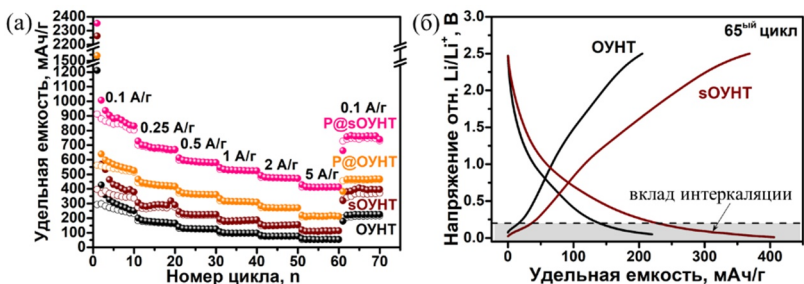 (а)
Удельная емкость, мАч/г
2400
2200
2000
1500
1200
1100
1000
900
800
700
600
500
400
300
200
100
0
0.1 А/г
0.25 А/г
0.5 А/г
1 А/г
2 А/г
5 А/г
0.1 А/г
P@sОУНТ
P@ОУНТ
sОУНТ
ОУНТ
0 10 20 30 40 50 60 70
Номер цикла, n
(б)
Напряжение отн. Li/Li⁺, В
3.0
2.5
2.0
1.5
1.0
0.5
0.0
65ый цикл
ОУНТ
sОУНТ
вклад интеркаляции
0 100 200 300 400
Удельная емкость, мАч/г